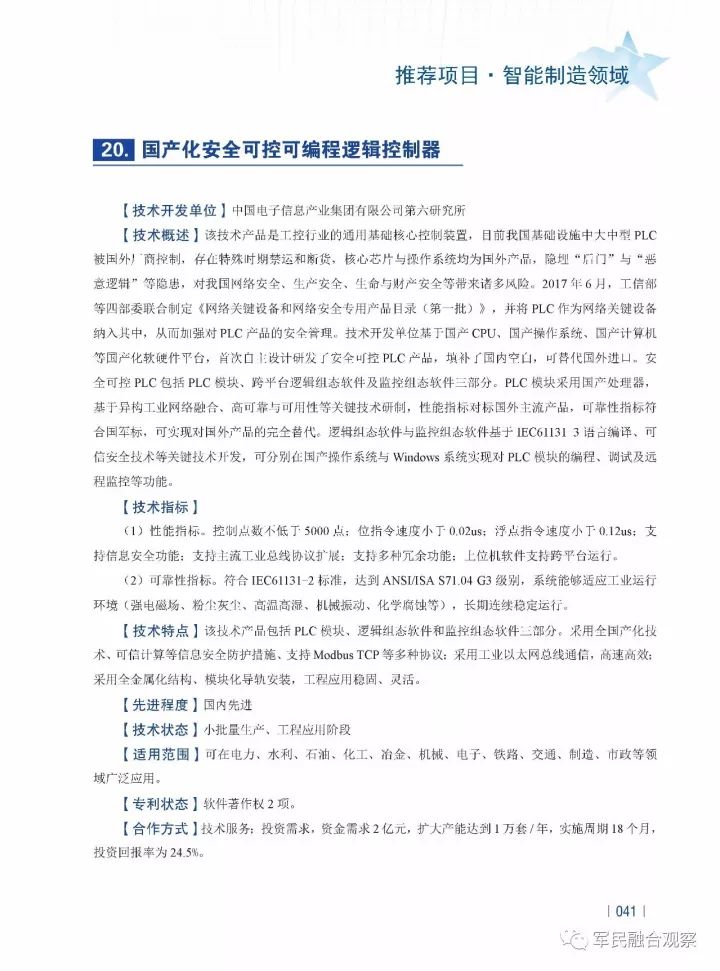 推荐项目·智能制造领域
20. 国产化安全可控可编程逻辑控制器
【技术开发单位】中国电子信息产业集团有限公司第六研究所
【技术概述】该技术产品是工控行业的通用基础核心控制装置，目前我国基础设施中大中型 PLC
被国外厂商控制，存在特殊时期禁运和断货、核心芯片与操作系统均为国外产品，隐埋“后门”与“恶
意逻辑”等隐患，对我国网络安全、生产安全、生命与财产安全等带来诸多风险。2017 年 6 月，工信部
等四部委联合制定《网络关键设备和网络安全专用产品目录（第一批）》，并将 PLC 作为网络关键设备
纳入其中，从而加强对 PLC 产品的安全管理。技术开发单位基于国产 CPU、国产操作系统、国产计算机
等国产化软硬件平台，首次自主设计研发了安全可控 PLC 产品，填补了国内空白，可替代国外进口。安
全可控 PLC 包括 PLC 模块、跨平台逻辑组态软件及监控组态软件三部分。PLC 模块采用国产处理器，
基于异构工业网络融合、高可靠与可用性等关键技术研制，性能指标对标国外主流产品，可靠性指标符
合国军标，可实现对国外产品的完全替代。逻辑组态软件与监控组态软件基于 IEC61131-3 语言编译、可
信安全技术等关键技术开发，可分别在国产操作系统与 Windows 系统实现对 PLC 模块的编程、调试及远
程监控等功能。
【技术指标】
（1）性能指标。控制点数不低于 5000 点；位指令速度小于 0.02us；浮点指令速度小于 0.12us；支
持信息安全功能；支持主流工业总线协议扩展；支持多种冗余功能；上位机软件支持跨平台运行。
（2）可靠性指标。符合 IEC61131-2 标准，达到 ANSI/ISA S71.04 G3 级别，系统能够适应工业运行
环境（强电磁场、粉尘灰尘、高温高湿、机械振动、化学腐蚀等），长期连续稳定运行。
【技术特点】该技术产品包括 PLC 模块、逻辑组态软件和监控组态软件三部分。采用全国产化技
术、可信计算等信息安全防护措施、支持 Modbus TCP 等多种协议；采用工业以太网总线通信，高速高效；
采用全金属化结构、模块化导轨安装，工程应用稳固、灵活。
【先进程度】国内先进
【技术状态】小批量生产、工程应用阶段
【适用范围】可在电力、水利、石油、化工、冶金、机械、电子、铁路、交通、制造、市政等领
域广泛应用。
【专利状态】软件著作权 2 项。
【合作方式】技术服务；投资需求，资金需求 2 亿元，扩大产能达到 1 万套 / 年，实施周期 18 个月，
投资回报率为 24.5%。
| 041 |
军民融合观察